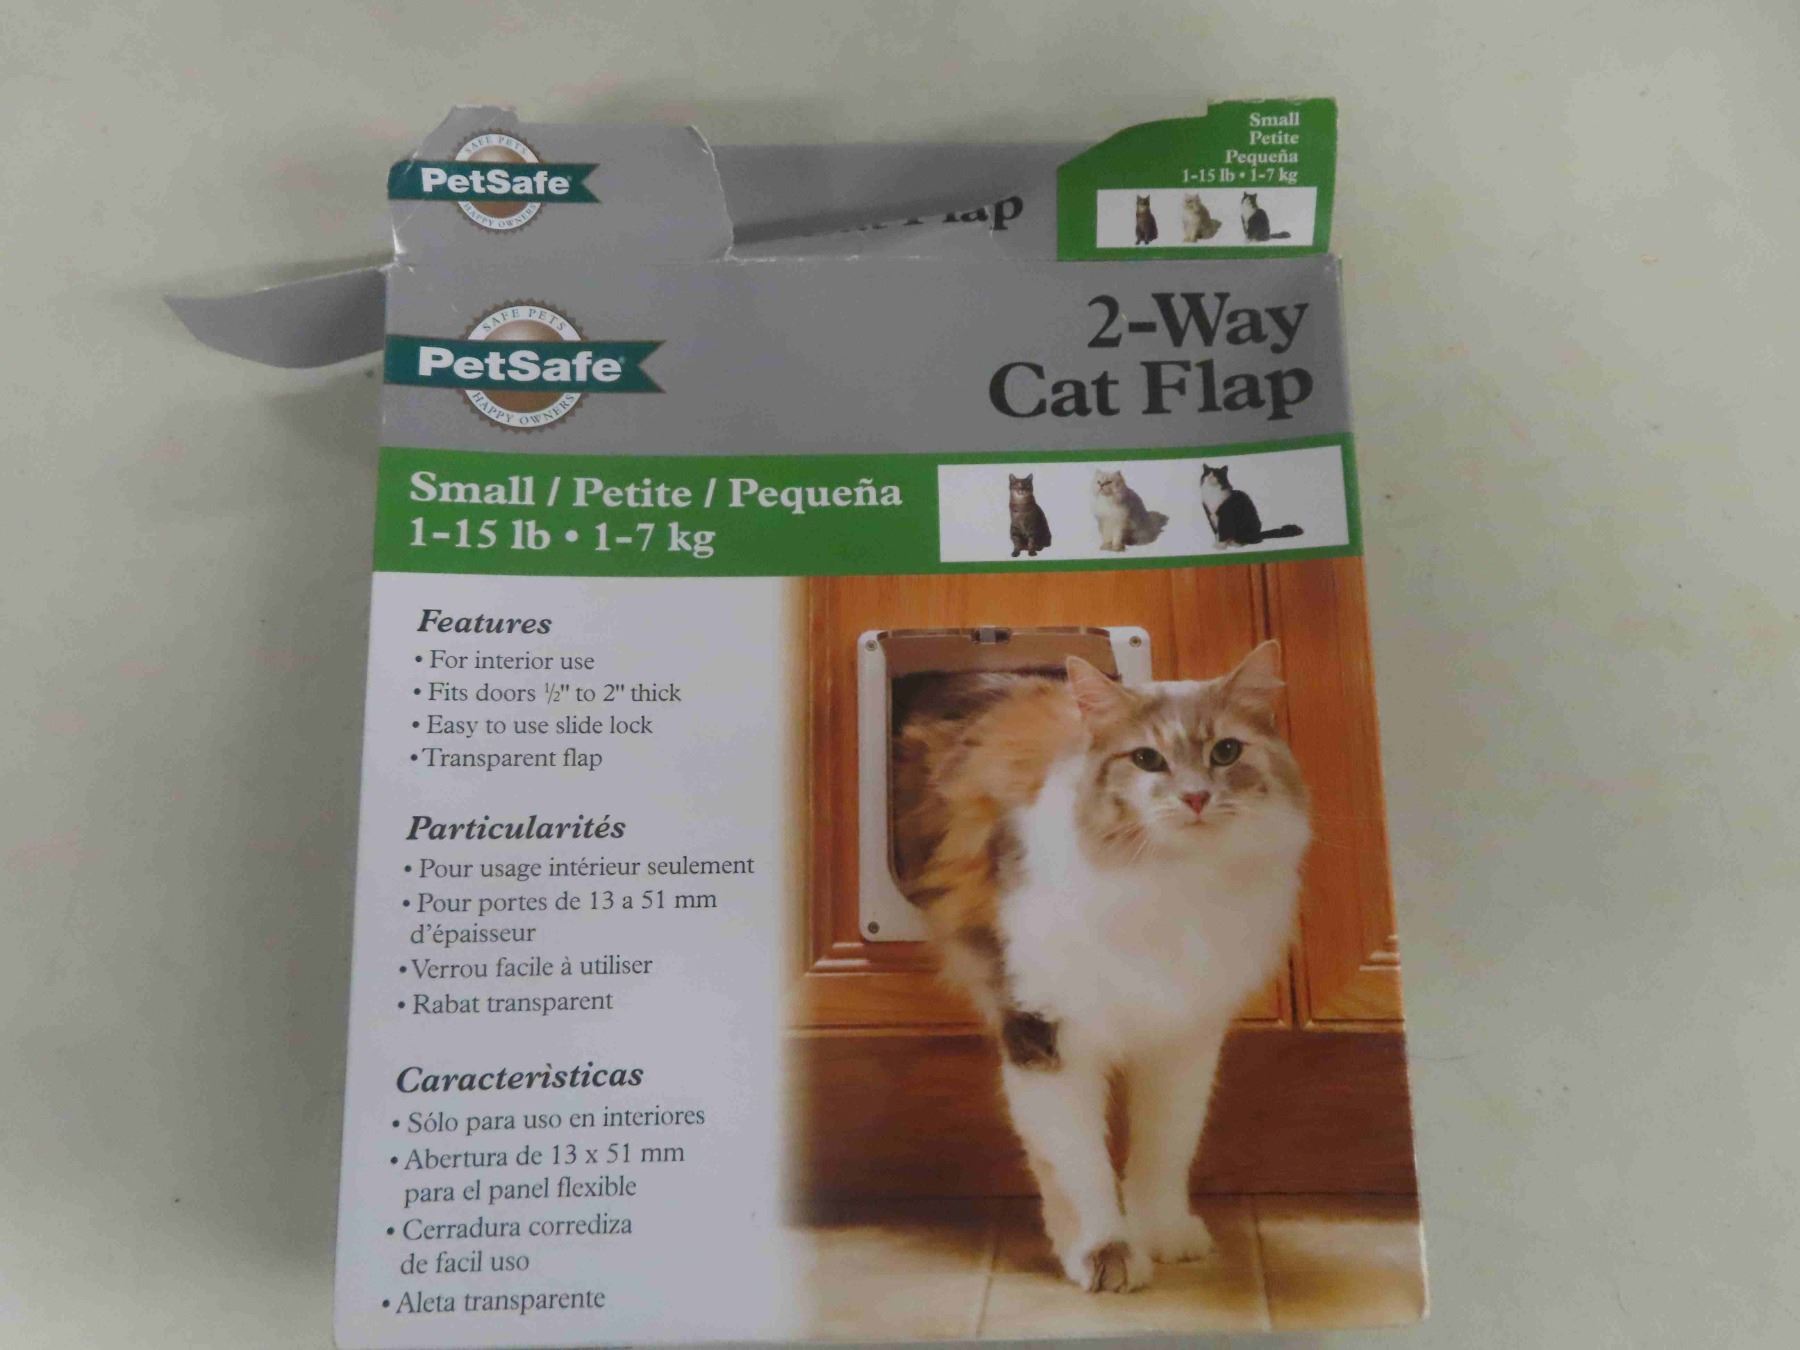 SAFE PETS
PetSafe
HAPPY OWNERS
Flap
Small
Petite
Pequeña
1-15 lb • 1-7 kg
SAFE PETS
PetSafe®
HAPPY OWNERS
2-Way
Cat Flap
Small / Petite / Pequeña
1-15 lb • 1-7 kg
Features
• For interior use
• Fits doors ½" to 2" thick
• Easy to use slide lock
• Transparent flap
Particularités
• Pour usage intérieur seulement
• Pour portes de 13 a 51 mm
d'épaisseur
• Verrou facile à utiliser
• Rabat transparent
Caracterìsticas
• Sólo para uso en interiores
• Abertura de 13 x 51 mm
para el panel flexible
• Cerradura corrediza
de facil uso
• Aleta transparente